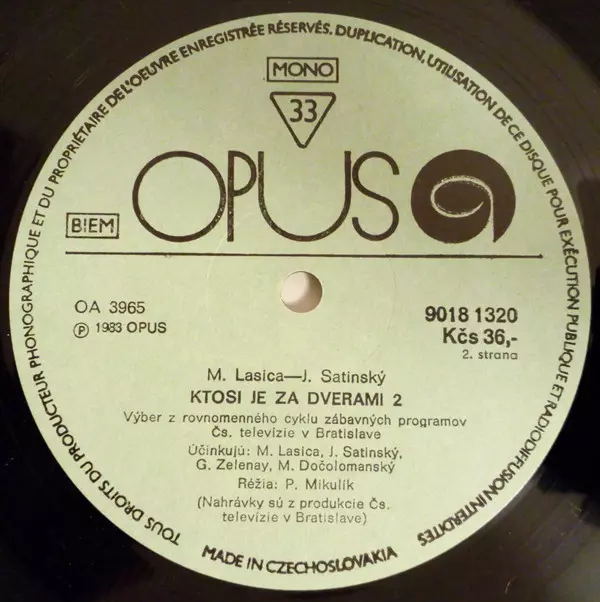 TOUS DROITS DU PRODUCTEUR PHONOGRAPHIQUE ET DU PROPRIÉTAIRE DE L'OEUVRE ENREGISTRÉE RÉSERVÉS. DUPLICATION, UTILISATION DE CE DISQUE POUR EXÉCUTION PUBLIQUE ET RADIODIFFUSION INTERDITES
MONO
33
OPUS
BIEM
OA 3965
Ⓟ 1983 OPUS
9018 1320
Kčs 36,-
2. strana
M. Lasica—J. Satinský
KTOSI JE ZA DVERAMI 2
Výber z rovnomenného cyklu zábavných programov
Čs. televízie v Bratislave
Účinkujú: M. Lasica, J. Satinský,
G. Zelenay, M. Dočolomanský
Réžia: P. Mikulík
(Nahrávky sú z produkcie Čs.
televízie v Bratislave)
MADE IN CZECHOSLOVAKIA